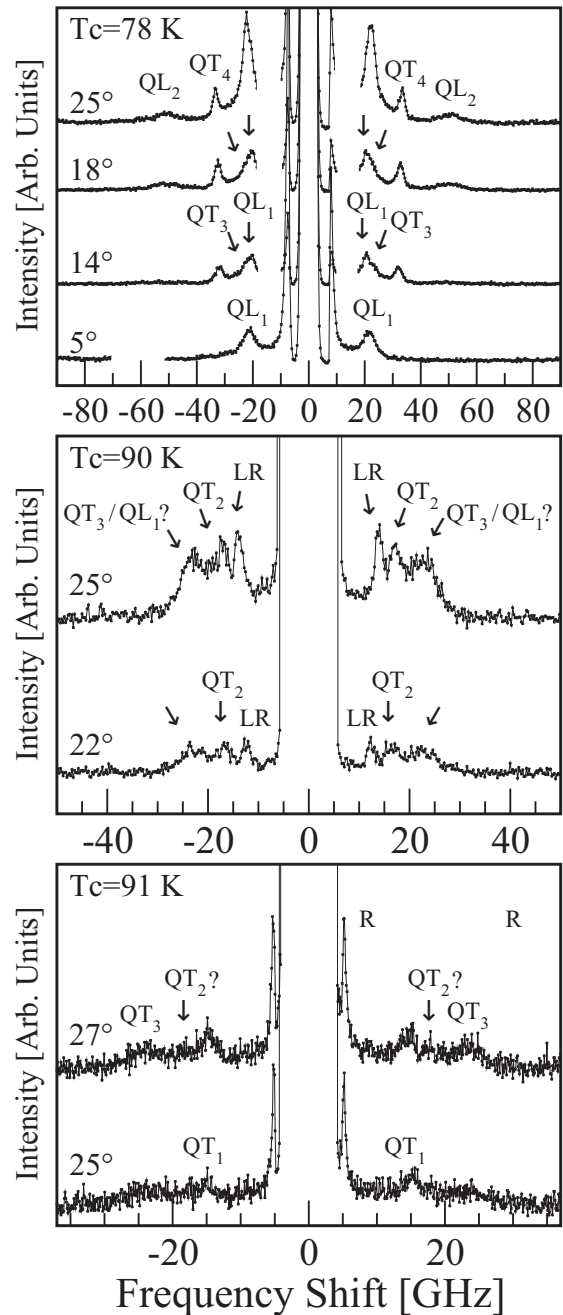 Tc=78 K
QL₂ QT₄ QT₄ QL₂
25°
18°
QT₃ QL₁ QL₁ QT₃
14°
QL₁ QL₁
5°
Intensity [Arb. Units]
-80 -60 -40 -20 0 20 40 60 80
Tc=90 K
LR LR
QT₂ QT₂
QT₃/QL₁? QT₃/QL₁?
25°
QT₂ QT₂
LR LR
22°
Intensity [Arb. Units]
-40 -20 0 20 40
Tc=91 K
R R
QT₂? QT₂?
QT₃ QT₃
27°
QT₁ QT₁
25°
Intensity [Arb. Units]
-20 0 20
Frequency Shift [GHz]